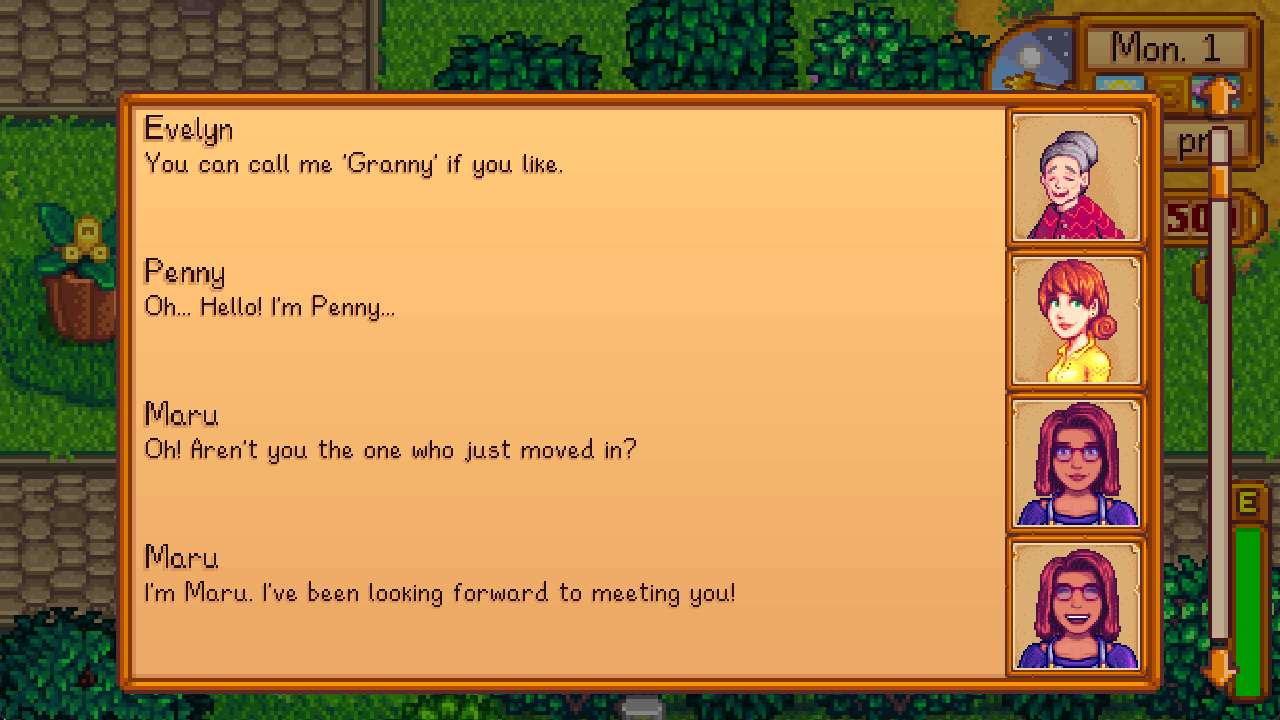 Mon. 1
Evelyn
You can call me 'Granny' if you like.
Penny
Oh... Hello! I'm Penny...
Maru
Oh! Aren't you the one who just moved in?
Maru
I'm Maru. I've been looking forward to meeting you!
E